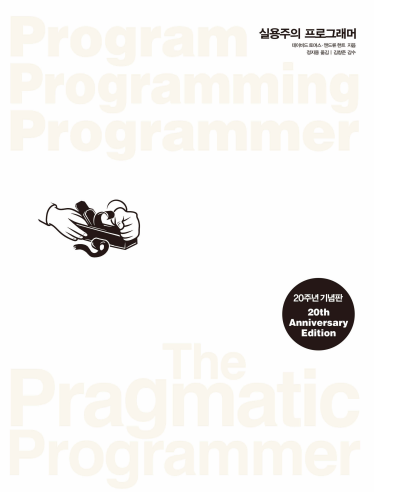 Program
Programming
Programmer
실용주의 프로그래머
데이비드 토머스·앤드류 헌트 지음
정지용 옮김 | 김창준 감수
20주년 기념판
20th
Anniversary
Edition
The
Pragmatic
Programmer